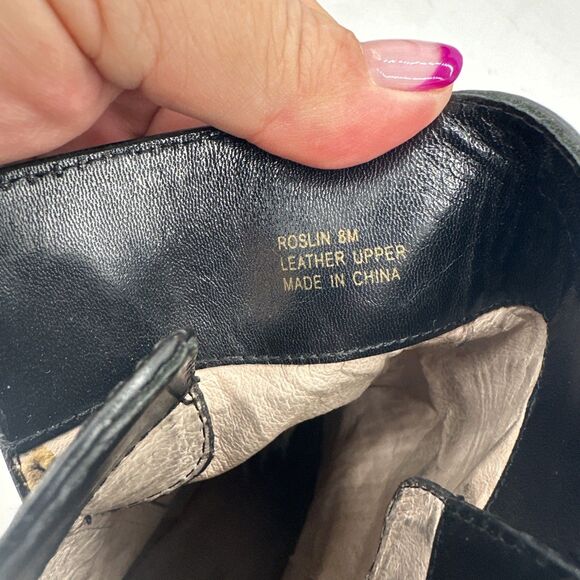 ROSLIN 8M
LEATHER UPPER
MADE IN CHINA